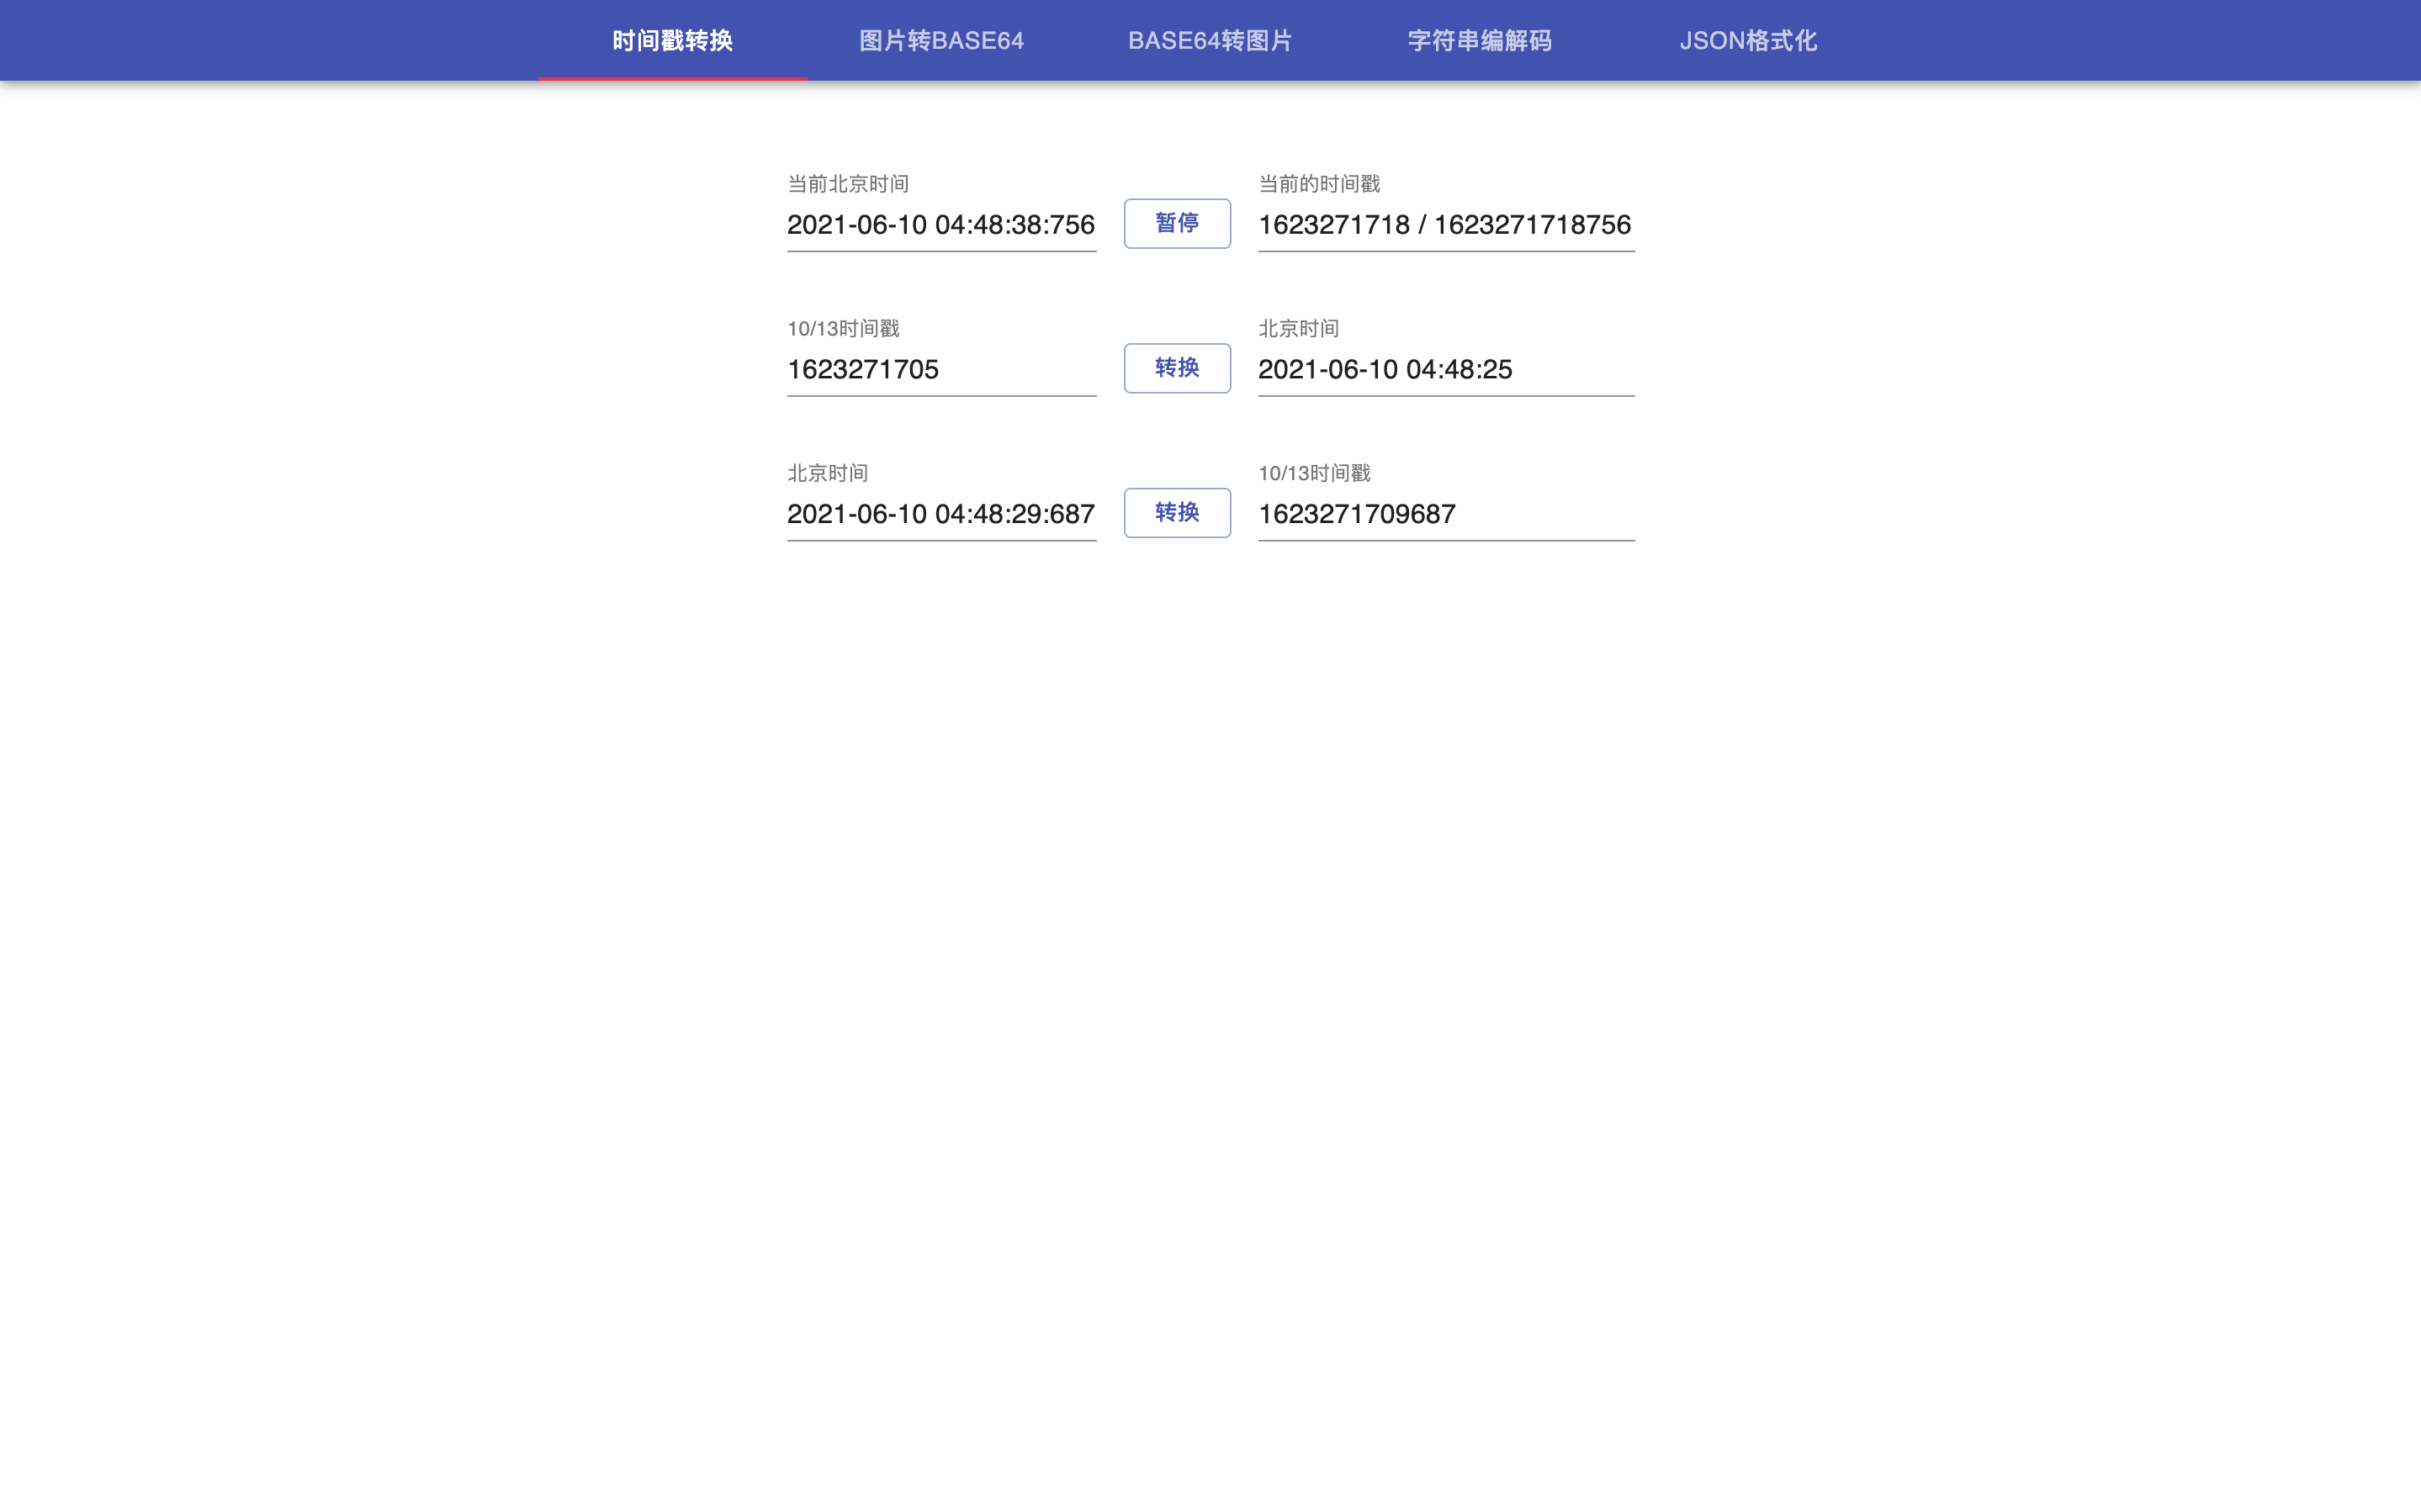 时间戳转换 图片转BASE64 BASE64转图片 字符串编解码 JSON格式化
当前北京时间 当前的时间戳
2021-06-10 04:48:38:756 暂停 1623271718 / 1623271718756
10/13时间戳 北京时间
1623271705 转换 2021-06-10 04:48:25
北京时间 10/13时间戳
2021-06-10 04:48:29:687 转换 1623271709687